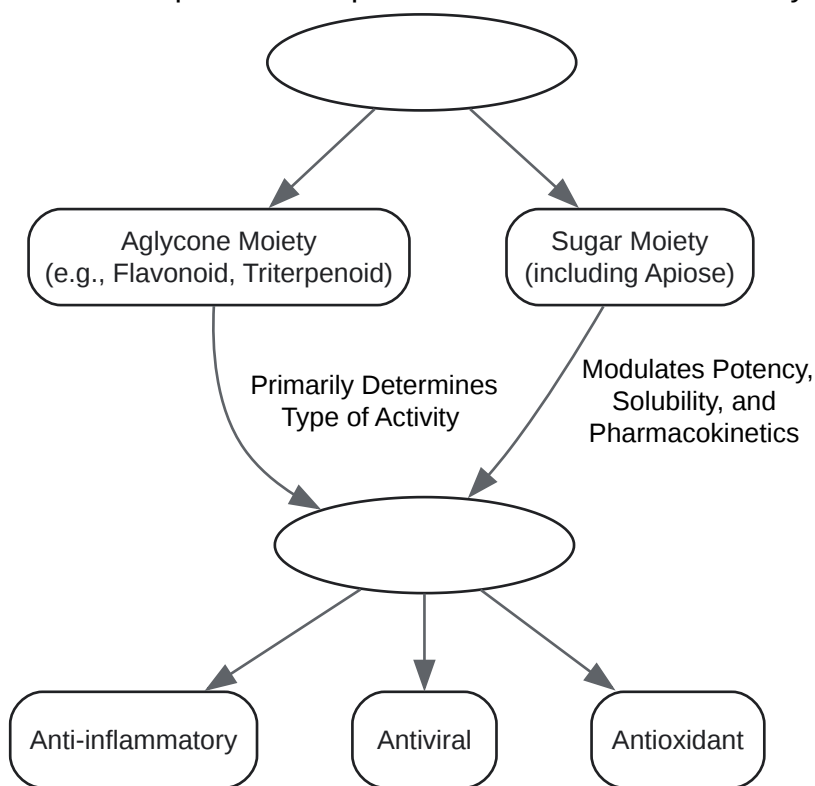 Aglycone Moiety
(e.g., Flavonoid, Triterpenoid)
Sugar Moiety
(including Apiose)
Primarily Determines
Type of Activity
Modulates Potency,
Solubility, and
Pharmacokinetics
Anti-inflammatory
Antiviral
Antioxidant